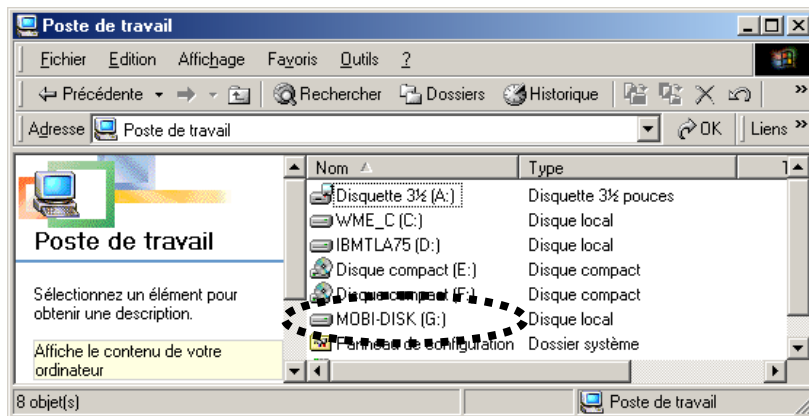 Poste de travail
Fichier Edition Affichage Favoris Outils ?
Précédente Rechercher Dossiers Historique »
Adresse Poste de travail OK Liens »
Nom Type
Disquette 3½ (A:) Disquette 3½ pouces
WME_C (C:) Disque local
IBMTLA75 (D:) Disque local
Disque compact (E:) Disque compact
Disque compact (F:) Disque compact
MOBI-DISK (G:) Disque local
Panneau de configuration Dossier système
Poste de travail
Sélectionnez un élément pour
obtenir une description.
Affiche le contenu de votre
ordinateur
8 objet(s) Poste de travail